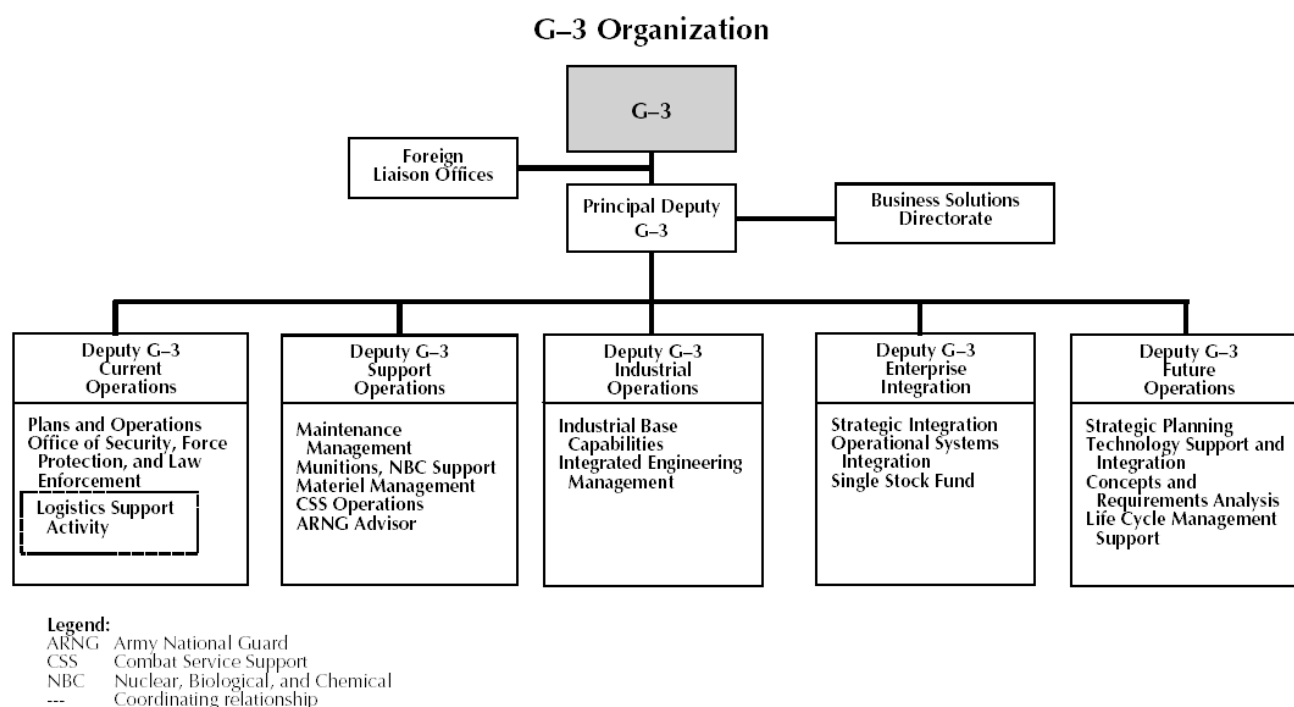 G–3 Organization
G–3
Foreign
Liaison Offices
Principal Deputy
G–3
Business Solutions
Directorate
Deputy G–3
Current
Operations
Plans and Operations
Office of Security, Force
Protection, and Law
Enforcement
Logistics Support
Activity
Deputy G–3
Support
Operations
Maintenance
Management
Munitions, NBC Support
Materiel Management
CSS Operations
ARNG Advisor
Deputy G–3
Industrial
Operations
Industrial Base
Capabilities
Integrated Engineering
Management
Deputy G–3
Enterprise
Integration
Strategic Integration
Operational Systems
Integration
Single Stock Fund
Deputy G–3
Future
Operations
Strategic Planning
Technology Support and
Integration
Concepts and
Requirements Analysis
Life Cycle Management
Support
Legend:
ARNG Army National Guard
CSS Combat Service Support
NBC Nuclear, Biological, and Chemical
--- Coordinating relationship